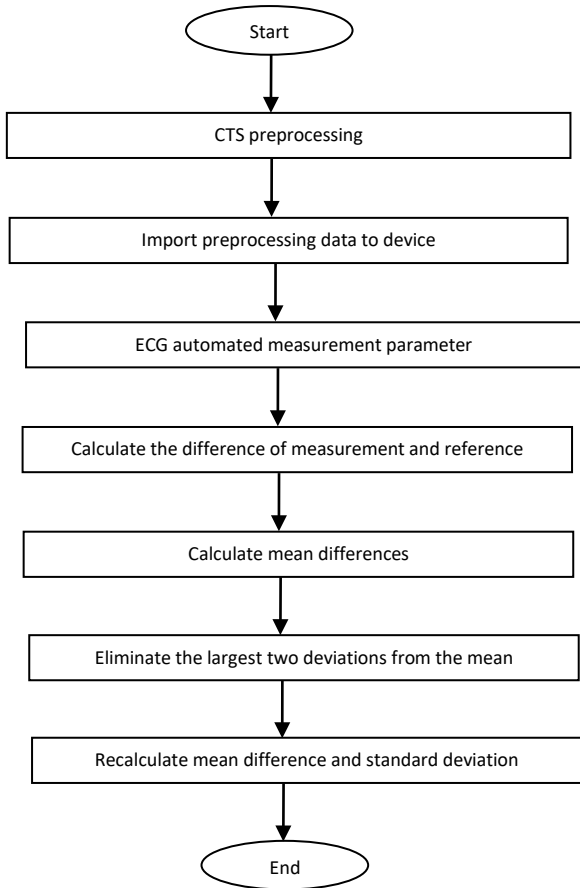 Start
CTS preprocessing
Import preprocessing data to device
ECG automated measurement parameter
Calculate the difference of measurement and reference
Calculate mean differences
Eliminate the largest two deviations from the mean
Recalculate mean difference and standard deviation
End